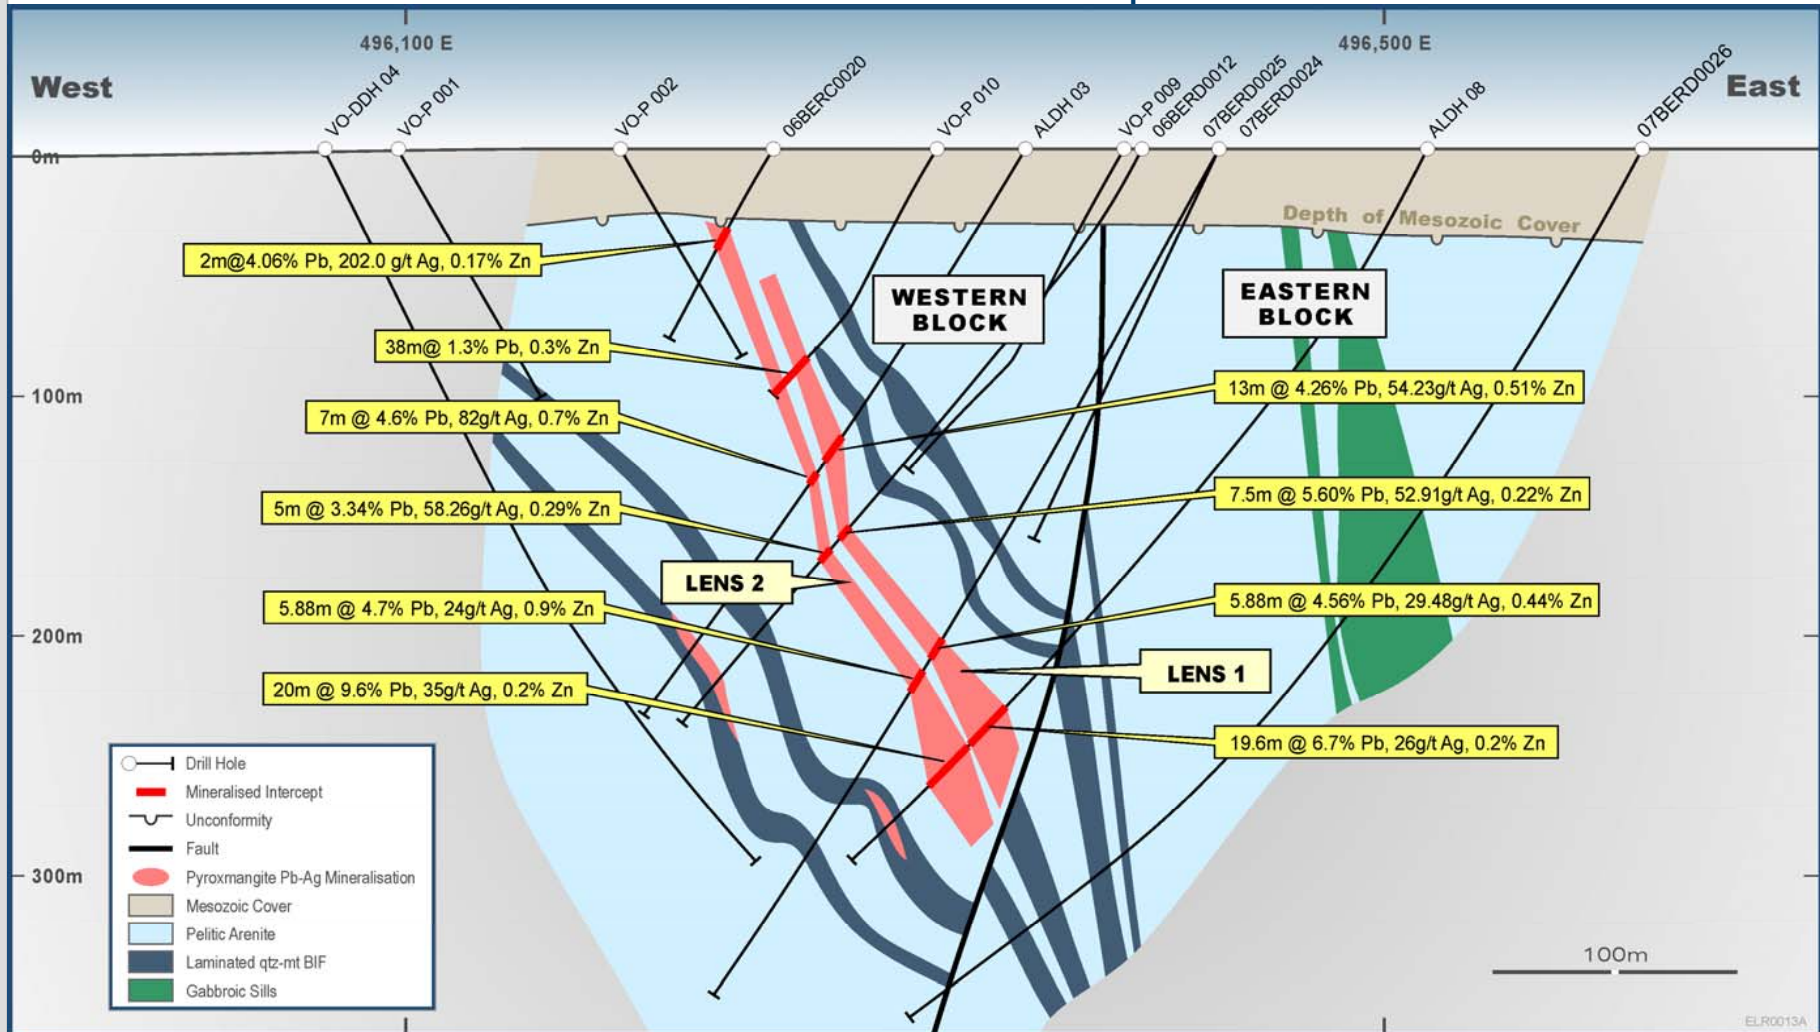 496,100 E
496,500 E
West
East
VO-DDH 04
VO-P 001
VO-P 002
06BERC0020
VO-P 010
ALDH 03
VO-P 009
06BERD0012
07BERD0025
07BERD0024
ALDH 08
07BERD0026
0m
Depth of Mesozoic Cover
2m@4.06% Pb, 202.0 g/t Ag, 0.17% Zn
WESTERN
BLOCK
EASTERN
BLOCK
38m@ 1.3% Pb, 0.3% Zn
100m
13m @ 4.26% Pb, 54.23g/t Ag, 0.51% Zn
7m @ 4.6% Pb, 82g/t Ag, 0.7% Zn
7.5m @ 5.60% Pb, 52.91g/t Ag, 0.22% Zn
5m @ 3.34% Pb, 58.26g/t Ag, 0.29% Zn
LENS 2
5.88m @ 4.56% Pb, 29.48g/t Ag, 0.44% Zn
5.88m @ 4.7% Pb, 24g/t Ag, 0.9% Zn
200m
LENS 1
20m @ 9.6% Pb, 35g/t Ag, 0.2% Zn
19.6m @ 6.7% Pb, 26g/t Ag, 0.2% Zn
300m
Drill Hole
Mineralised Intercept
Unconformity
Fault
Pyroxmangite Pb-Ag Mineralisation
Mesozoic Cover
Pelitic Arenite
Laminated qtz-mt BIF
Gabbroic Sills
100m
ELR0013A